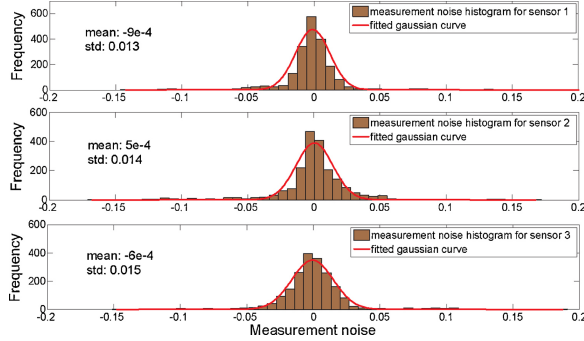 600
400
200
0
Frequency
mean: -9e-4
std: 0.013
measurement noise histogram for sensor 1
fitted gaussian curve
-0.2 -0.15 -0.1 -0.05 0 0.05 0.1 0.15 0.2
600
400
200
0
Frequency
mean: 5e-4
std: 0.014
measurement noise histogram for sensor 2
fitted gaussian curve
-0.2 -0.15 -0.1 -0.05 0 0.05 0.1 0.15 0.2
600
400
200
0
Frequency
mean: -6e-4
std: 0.015
measurement noise histogram for sensor 3
fitted gaussian curve
-0.2 -0.15 -0.1 -0.05 0 0.05 0.1 0.15 0.2
Measurement noise